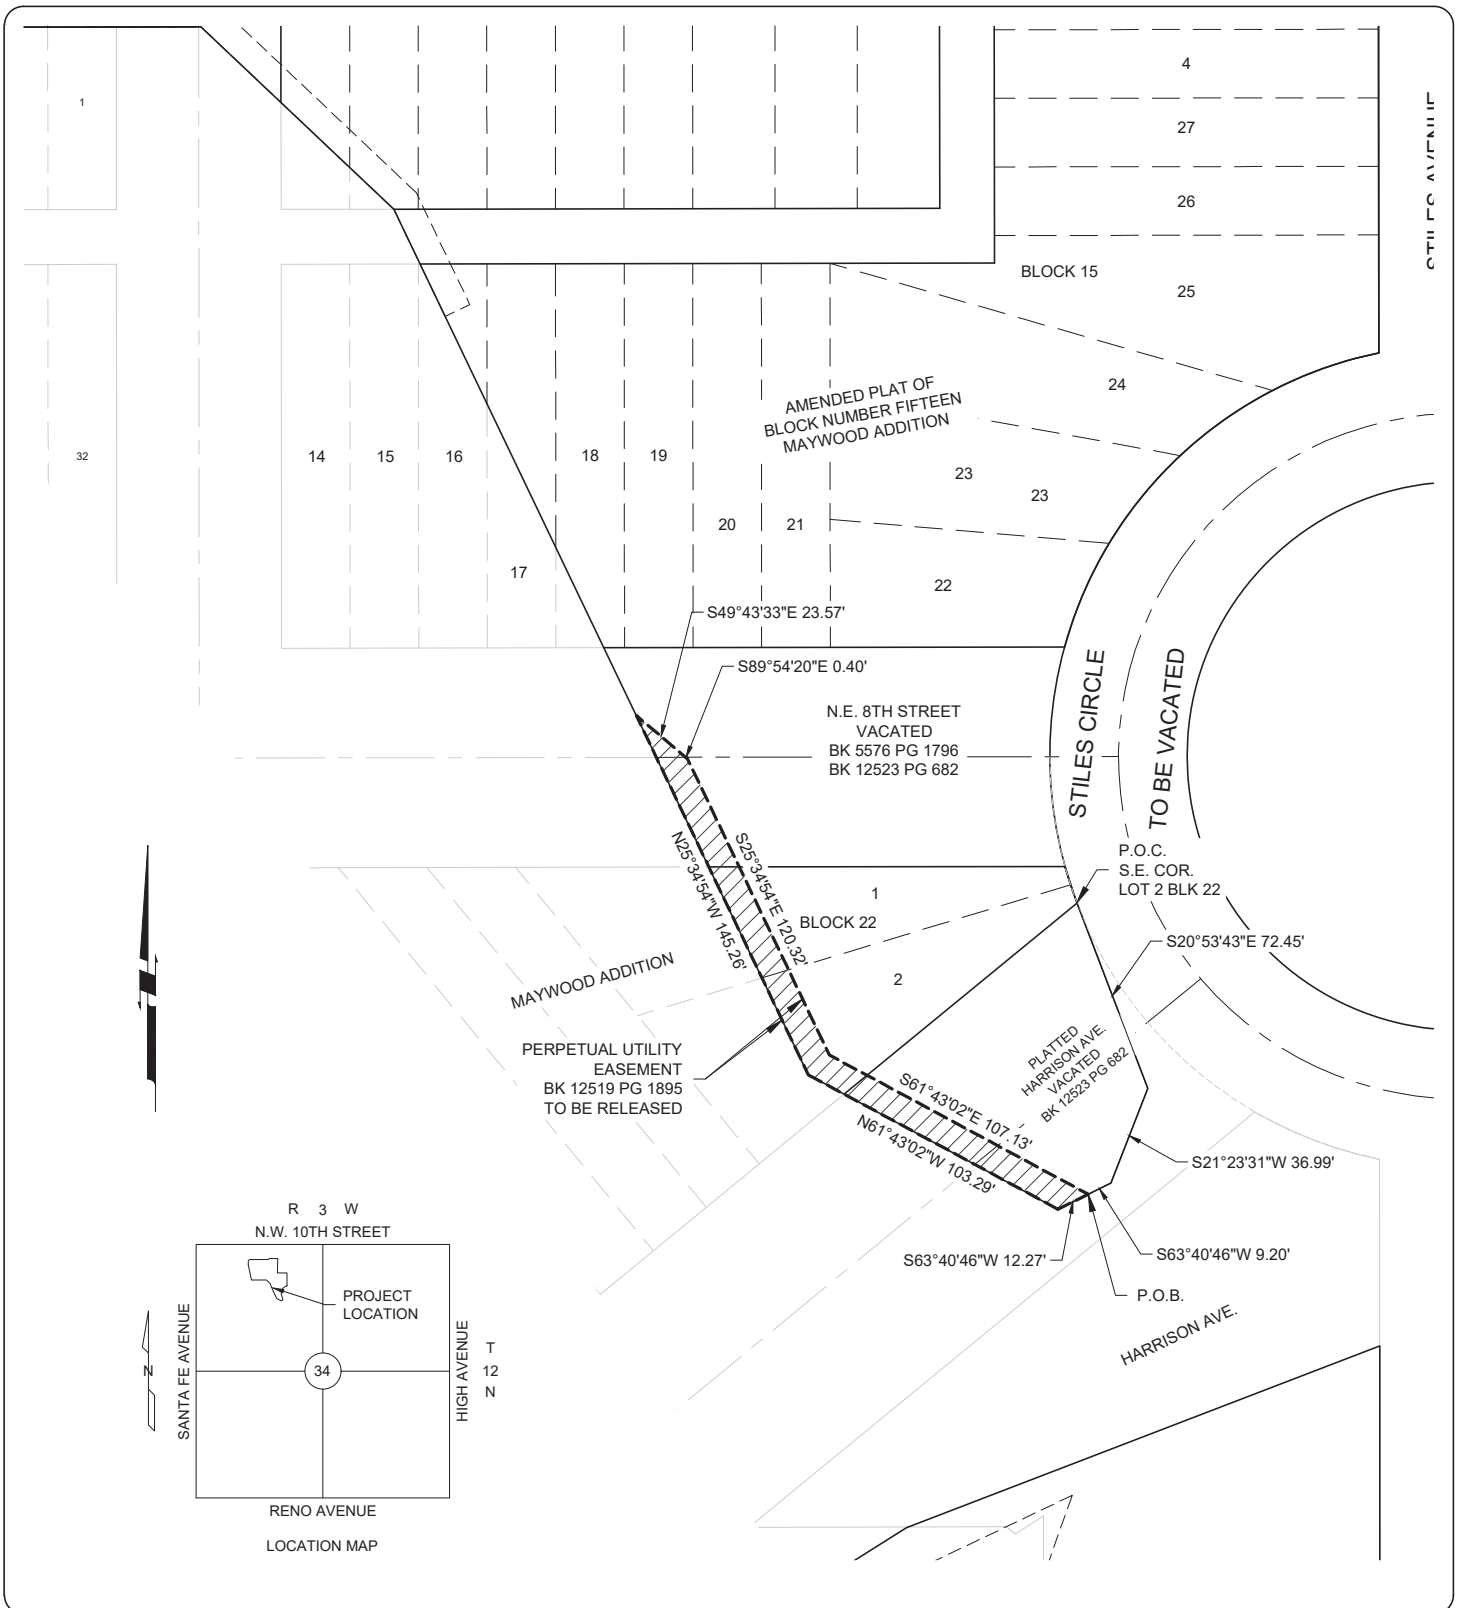 1
4
27
26
BLOCK 15
25
STILES AVENUE
24
AMENDED PLAT OF
BLOCK NUMBER FIFTEEN
MAYWOOD ADDITION
32
14
15
16
18
19
23
23
20
21
17
22
S49°43'33"E 23.57'
S89°54'20"E 0.40'
N.E. 8TH STREET
VACATED
BK 5576 PG 1796
BK 12523 PG 682
STILES CIRCLE
TO BE VACATED
P.O.C.
S.E. COR.
LOT 2 BLK 22
N25°34'54"W 145.26'
S25°34'54"E 120.32'
1
BLOCK 22
S20°53'43"E 72.45'
MAYWOOD ADDITION
2
PERPETUAL UTILITY
EASEMENT
BK 12519 PG 1895
TO BE RELEASED
PLATTED
HARRISON AVE.
VACATED
BK 12523 PG 682
S61°43'02"E 107.13'
N61°43'02"W 103.29'
S21°23'31"W 36.99'
S63°40'46"W 12.27'
S63°40'46"W 9.20'
P.O.B.
HARRISON AVE.
R 3 W
N.W. 10TH STREET
PROJECT
LOCATION
SANTA FE AVENUE
HIGH AVENUE
34
T
12
N
N
RENO AVENUE
LOCATION MAP